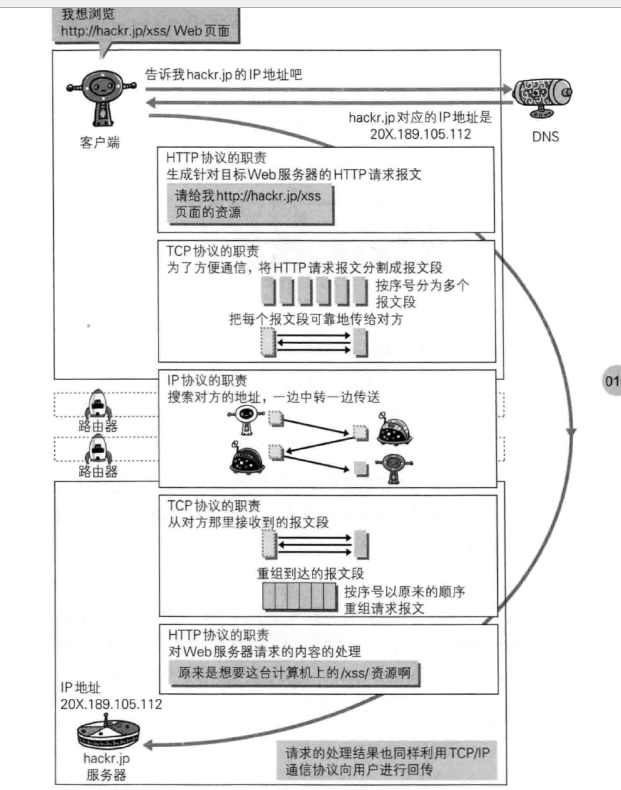 我想浏览
http://hackr.jp/xss/ Web 页面
告诉我hackr.jp的IP地址吧
hackr.jp对应的IP地址是
20X.189.105.112
客户端
DNS
HTTP协议的职责
生成针对目标Web服务器的HTTP请求报文
请给我http://hackr.jp/xss
页面的资源
TCP协议的职责
为了方便通信，将HTTP请求报文分割成报文段
按序号分为多个
报文段
把每个报文段可靠地传给对方
01
IP协议的职责
搜索对方的地址，一边中转一边传送
路由器
路由器
TCP协议的职责
从对方那里接收到的报文段
重组到达的报文段
按序号以原来的顺序
重组请求报文
HTTP协议的职责
对Web服务器请求的内容的处理
原来是想要这台计算机上的/xss/资源啊
IP地址
20X.189.105.112
hackr.jp
服务器
请求的处理结果也同样利用TCP/IP
通信协议向用户进行回传